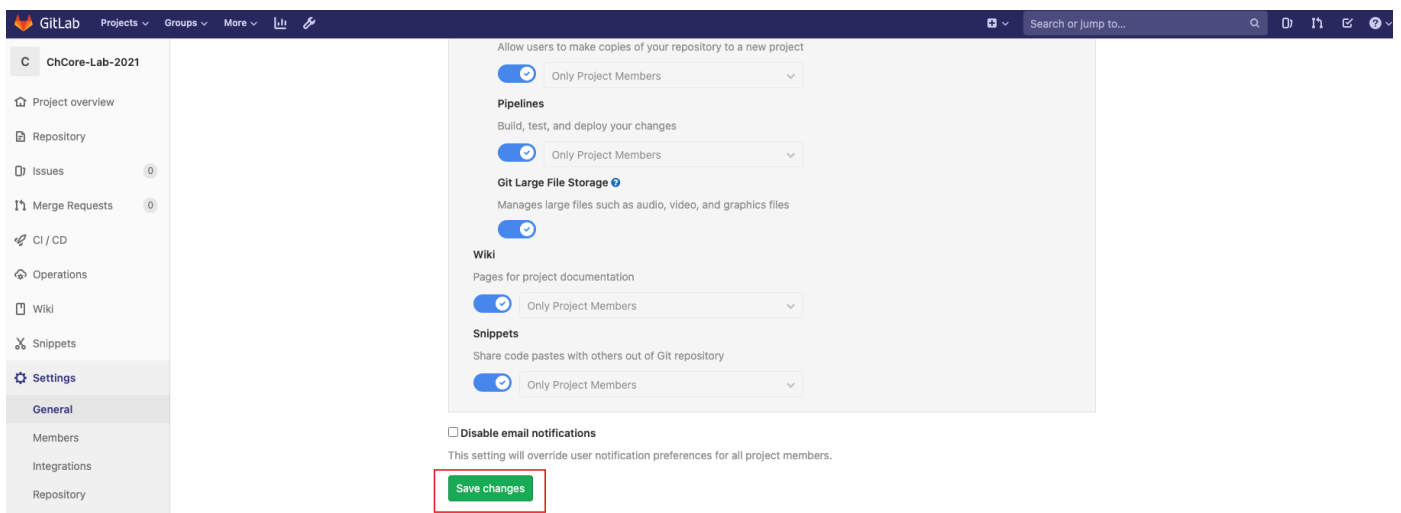 GitLab Projects Groups More Search or jump to...
C ChCore-Lab-2021
Project overview
Repository
Issues 0
Merge Requests 0
CI / CD
Operations
Wiki
Snippets
Settings
General
Members
Integrations
Repository
Allow users to make copies of your repository to a new project
Only Project Members
Pipelines
Build, test, and deploy your changes
Only Project Members
Git Large File Storage
Manages large files such as audio, video, and graphics files
Wiki
Pages for project documentation
Only Project Members
Snippets
Share code pastes with others out of Git repository
Only Project Members
Disable email notifications
This setting will override user notification preferences for all project members.
Save changes